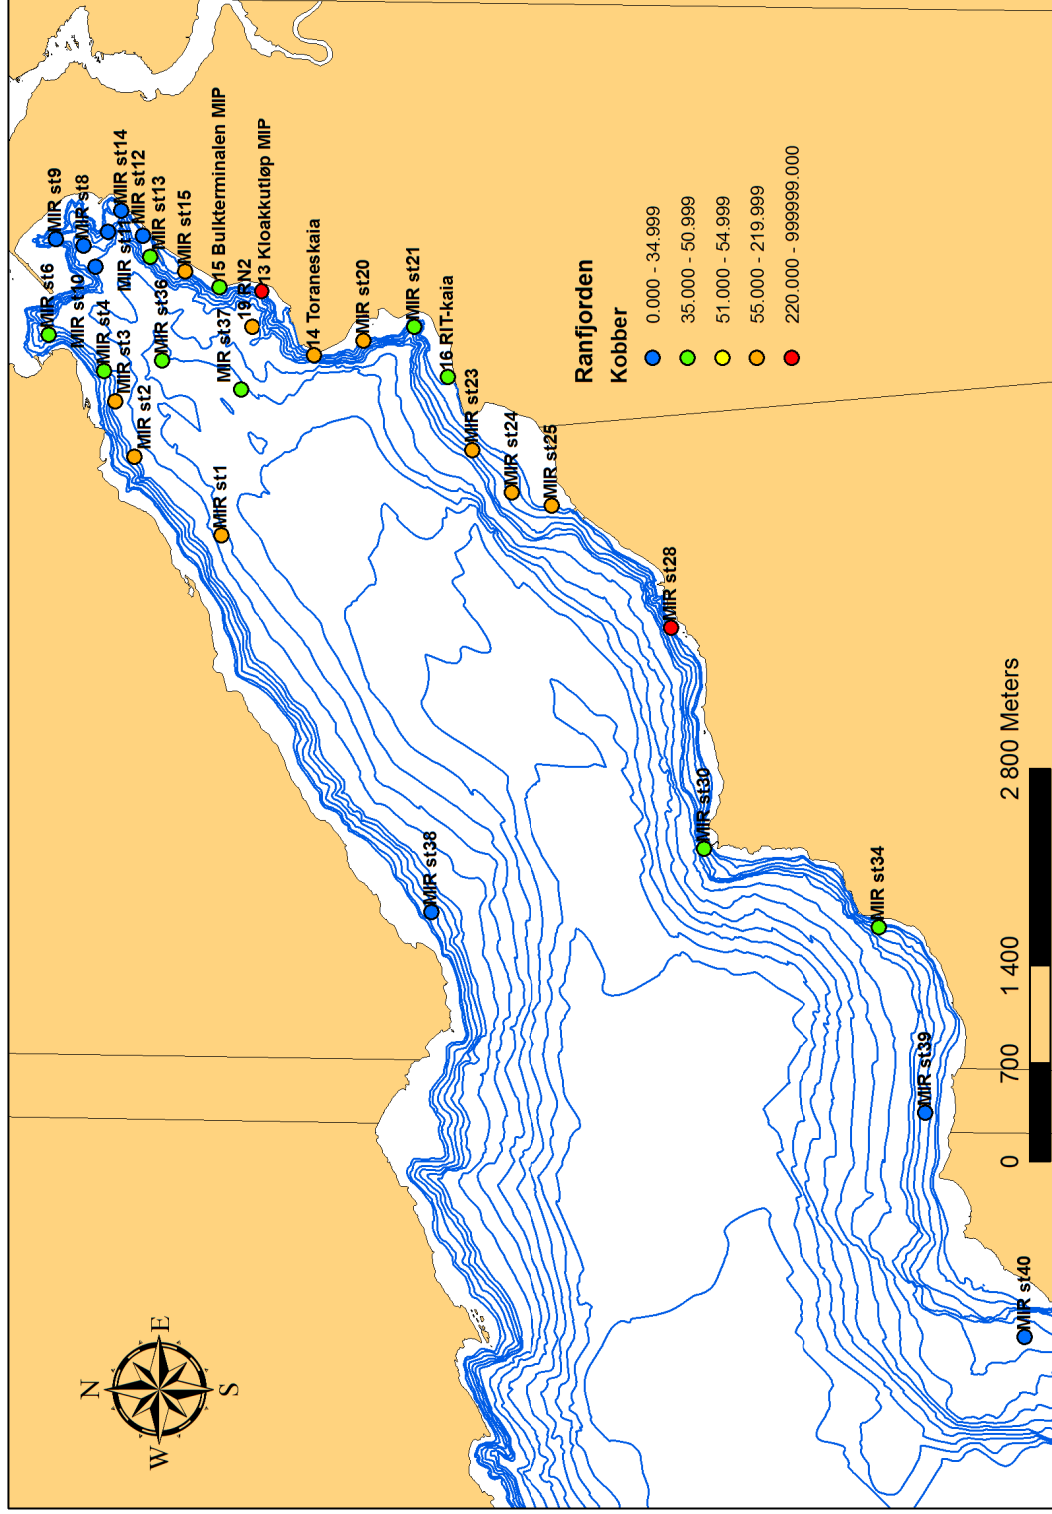 MIR st9
MIR st8
MIR st14
MIR st12
MIR st11
MIR st13
MIR st15
MIR st6
MIR st10
MIR st4
MIR st3
MIR st2
MIR st36
MIR st37
MIR st1
15 Bulkterminalen MIP
19 RN2
13 Kloakkutløp MIP
14 Toraneskaia
MIR st20
MIR st21
16 RIT-kaia
MIR st23
MIR st24
MIR st25
MIR st28
MIR st30
MIR st34
MIR st38
MIR st39
MIR st40
Ranfjorden
Kobber
0.000 - 34.999
35.000 - 50.999
51.000 - 54.999
55.000 - 219.999
220.000 - 999999.000
N
W
E
S
0 700 1 400 2 800 Meters